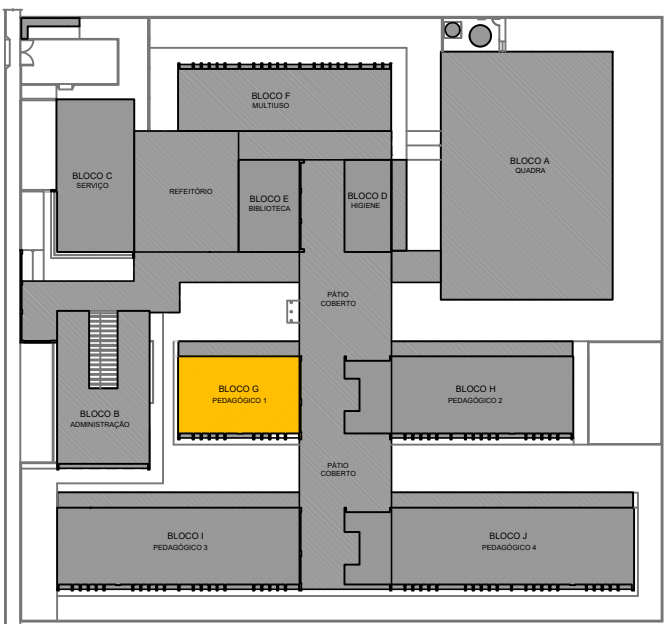 BLOCO F
MULTIUSO
BLOCO A
QUADRA
BLOCO C
SERVIÇO
REFEITÓRIO
BLOCO E
BIBLIOTECA
BLOCO D
HIGIENE
PÁTIO
COBERTO
BLOCO G
PEDAGÓGICO 1
BLOCO H
PEDAGÓGICO 2
BLOCO B
ADMINISTRAÇÃO
PÁTIO
COBERTO
BLOCO I
PEDAGÓGICO 3
BLOCO J
PEDAGÓGICO 4